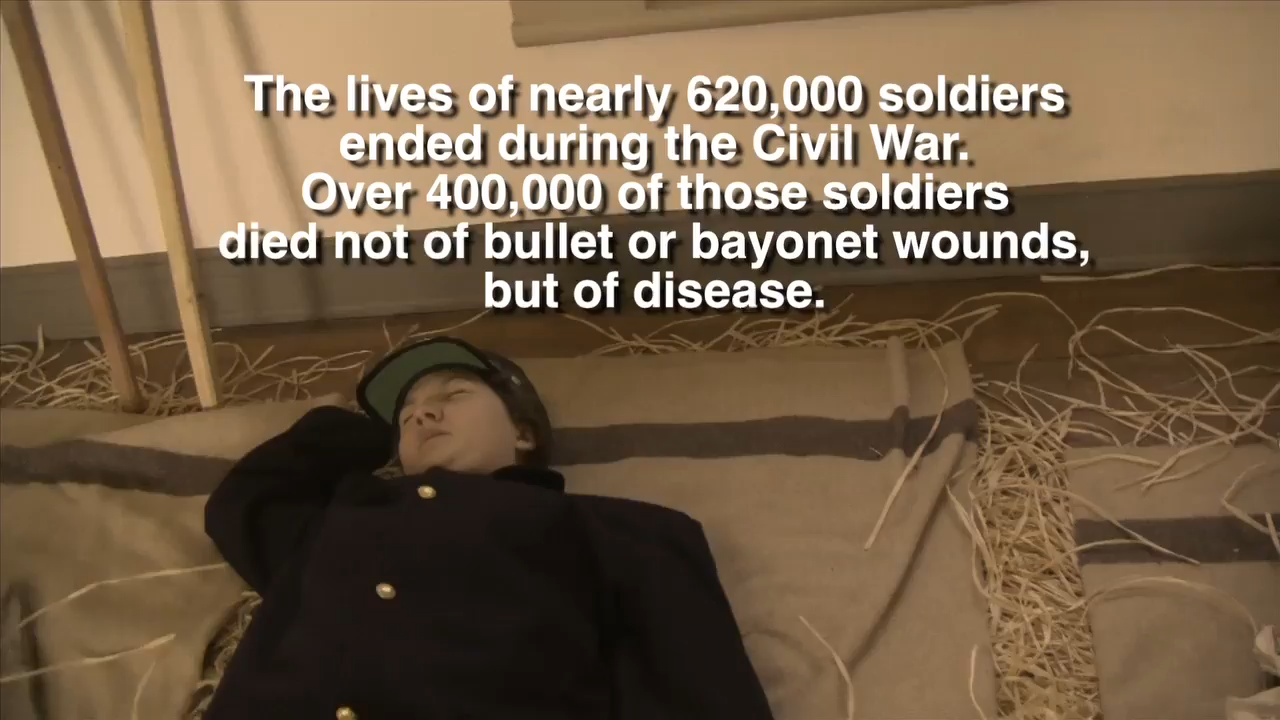 The lives of nearly 620,000 soldiers
ended during the Civil War.
Over 400,000 of those soldiers
died not of bullet or bayonet wounds,
but of disease.